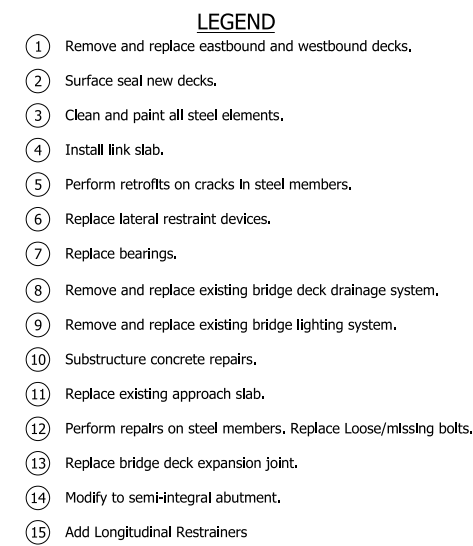 LEGEND
1 Remove and replace eastbound and westbound decks.
2 Surface seal new decks.
3 Clean and paint all steel elements.
4 Install link slab.
5 Perform retrofits on cracks In steel members.
6 Replace lateral restraint devices.
7 Replace bearings.
8 Remove and replace existing bridge deck drainage system.
9 Remove and replace existing bridge lighting system.
10 Substructure concrete repairs.
11 Replace existing approach slab.
12 Perform repairs on steel members. Replace Loose/missing bolts.
13 Replace bridge deck expansion joint.
14 Modify to semi-integral abutment.
15 Add Longitudinal Restrainers